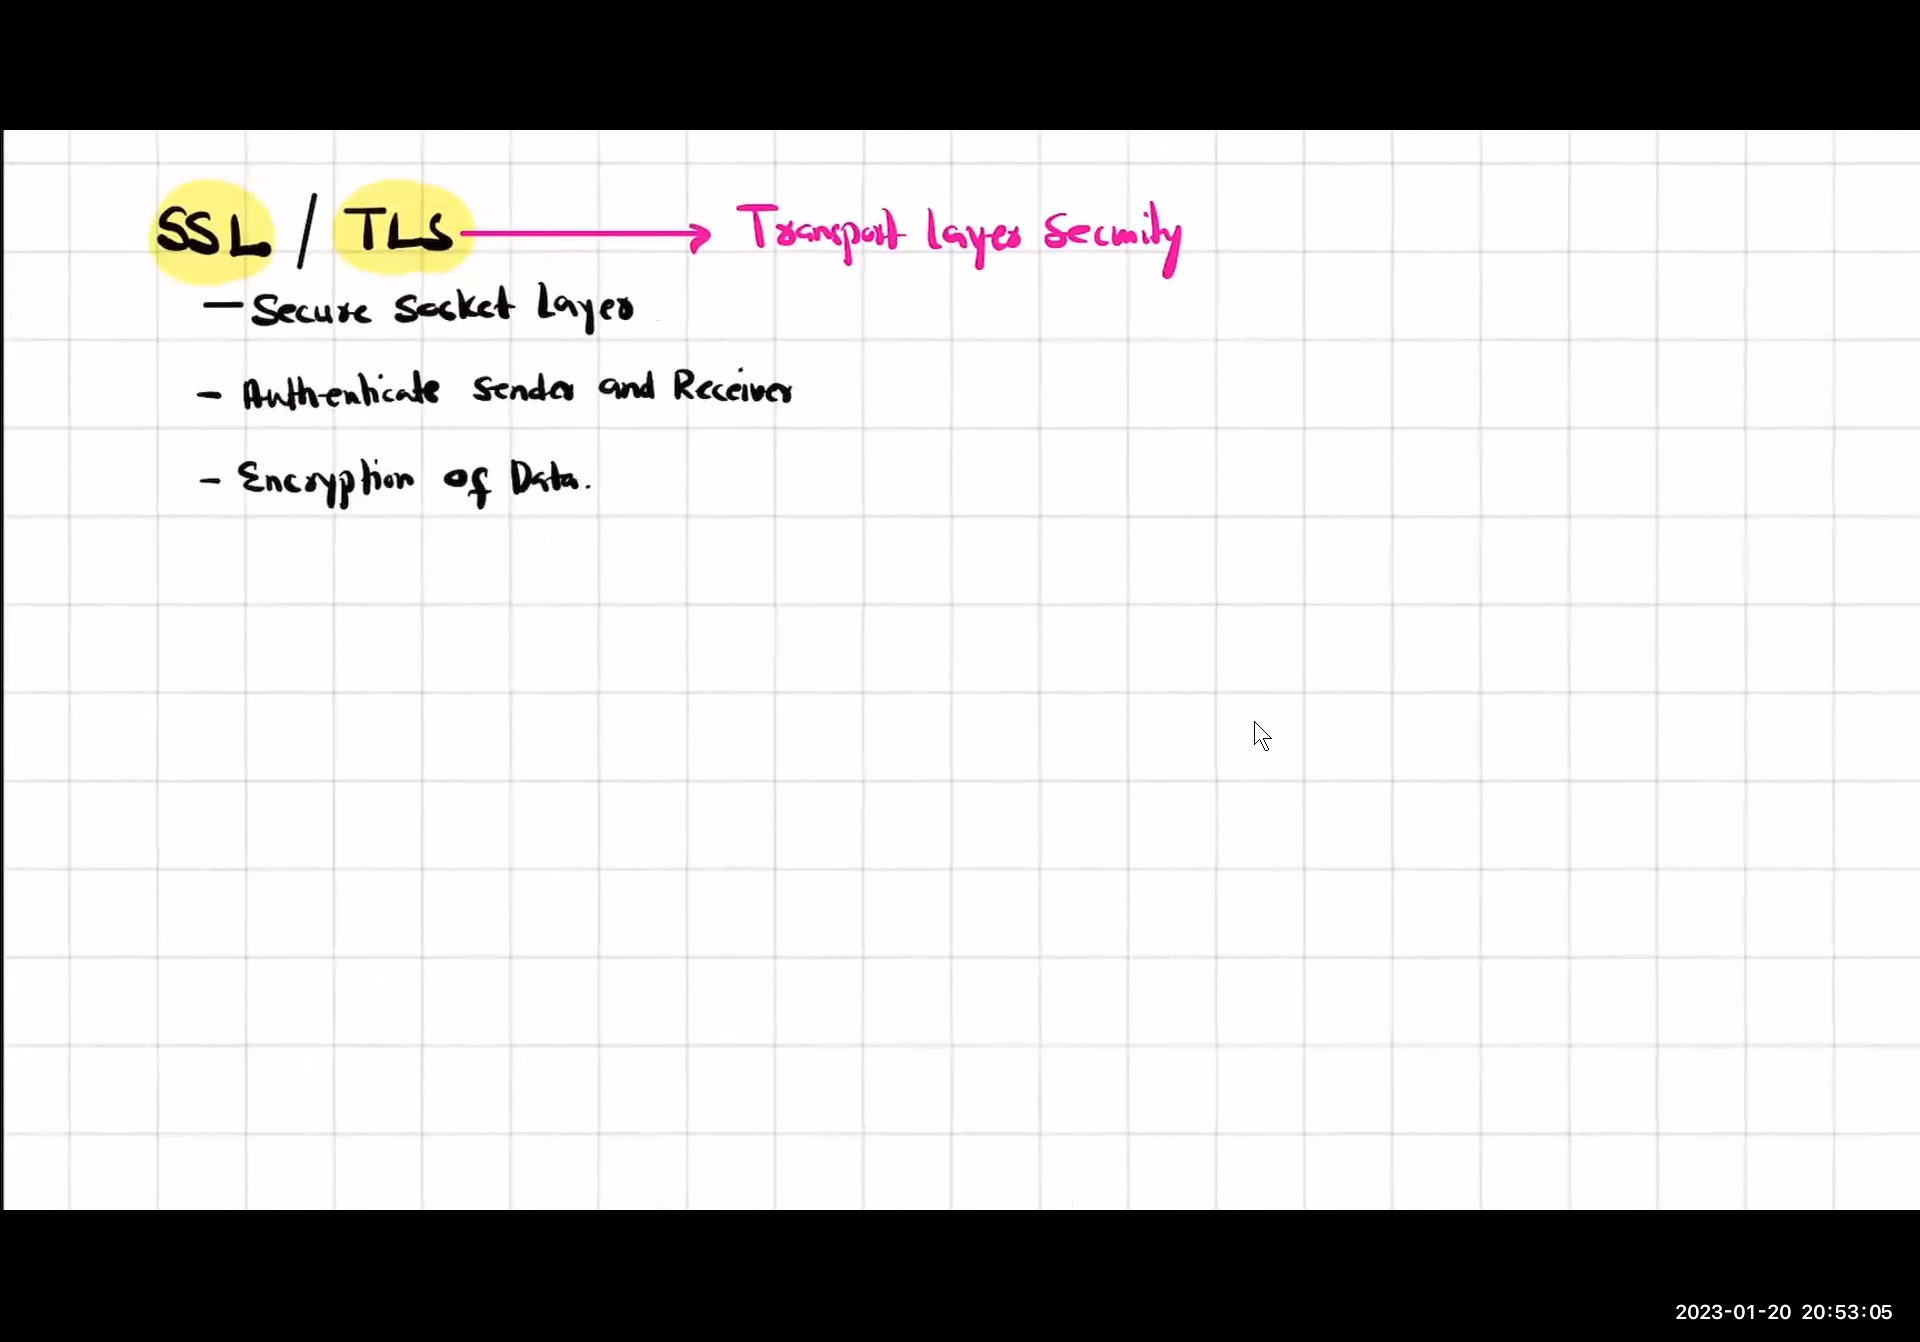 SSL / TLS → Transport Layer Security
— Secure Socket Layer
- Authenticate Sender and Receiver
- Encryption of Data.
2023-01-20 20:53:05